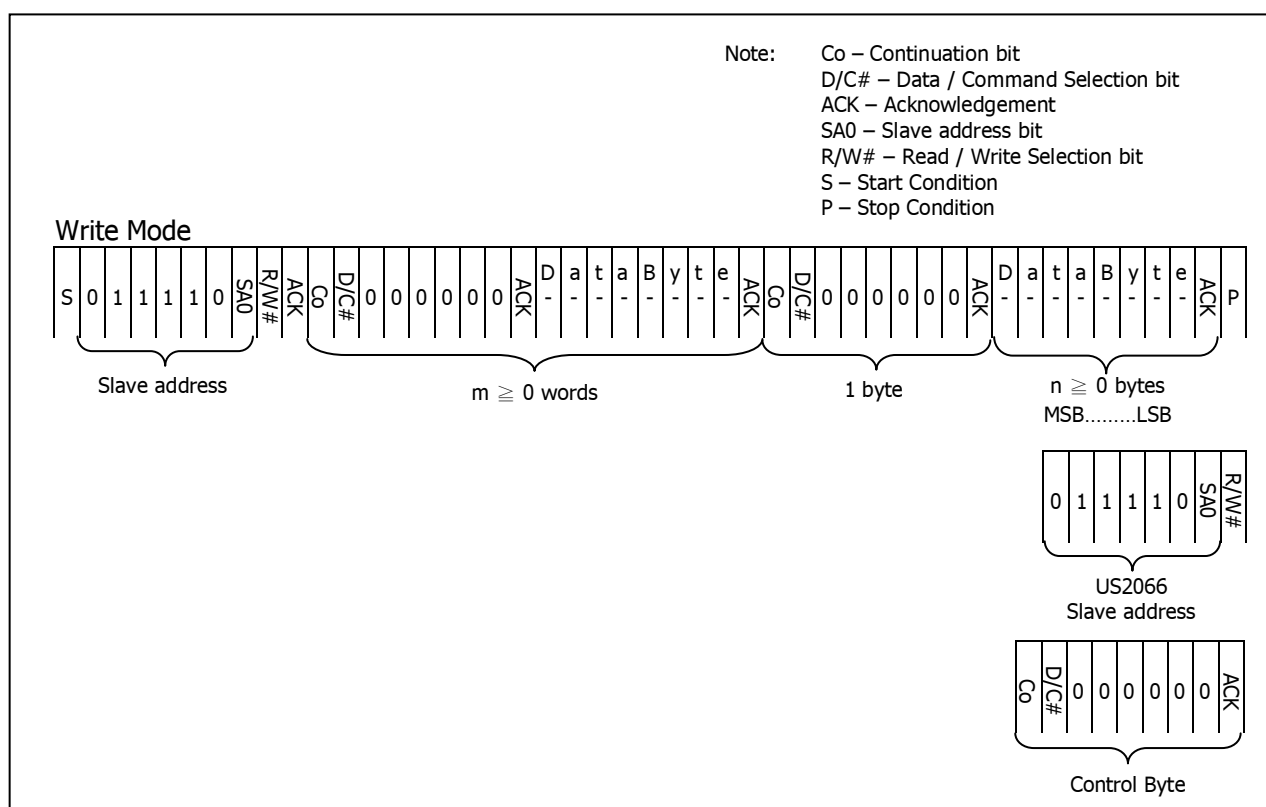 Note: Co – Continuation bit
D/C# – Data / Command Selection bit
ACK – Acknowledgement
SA0 – Slave address bit
R/W# – Read / Write Selection bit
S – Start Condition
P – Stop Condition
Write Mode
S 0 1 1 1 1 0 SA0 R/W# ACK Co D/C# 0 0 0 0 0 0 ACK D a t a B y t e ACK Co D/C# 0 0 0 0 0 0 ACK D a t a B y t e ACK P
- - - - - - - - - - - - - - - -
Slave address m ≧ 0 words 1 byte n ≧ 0 bytes
MSB.........LSB
0 1 1 1 1 0 SA0 R/W#
US2066
Slave address
Co D/C# 0 0 0 0 0 0 ACK
Control Byte